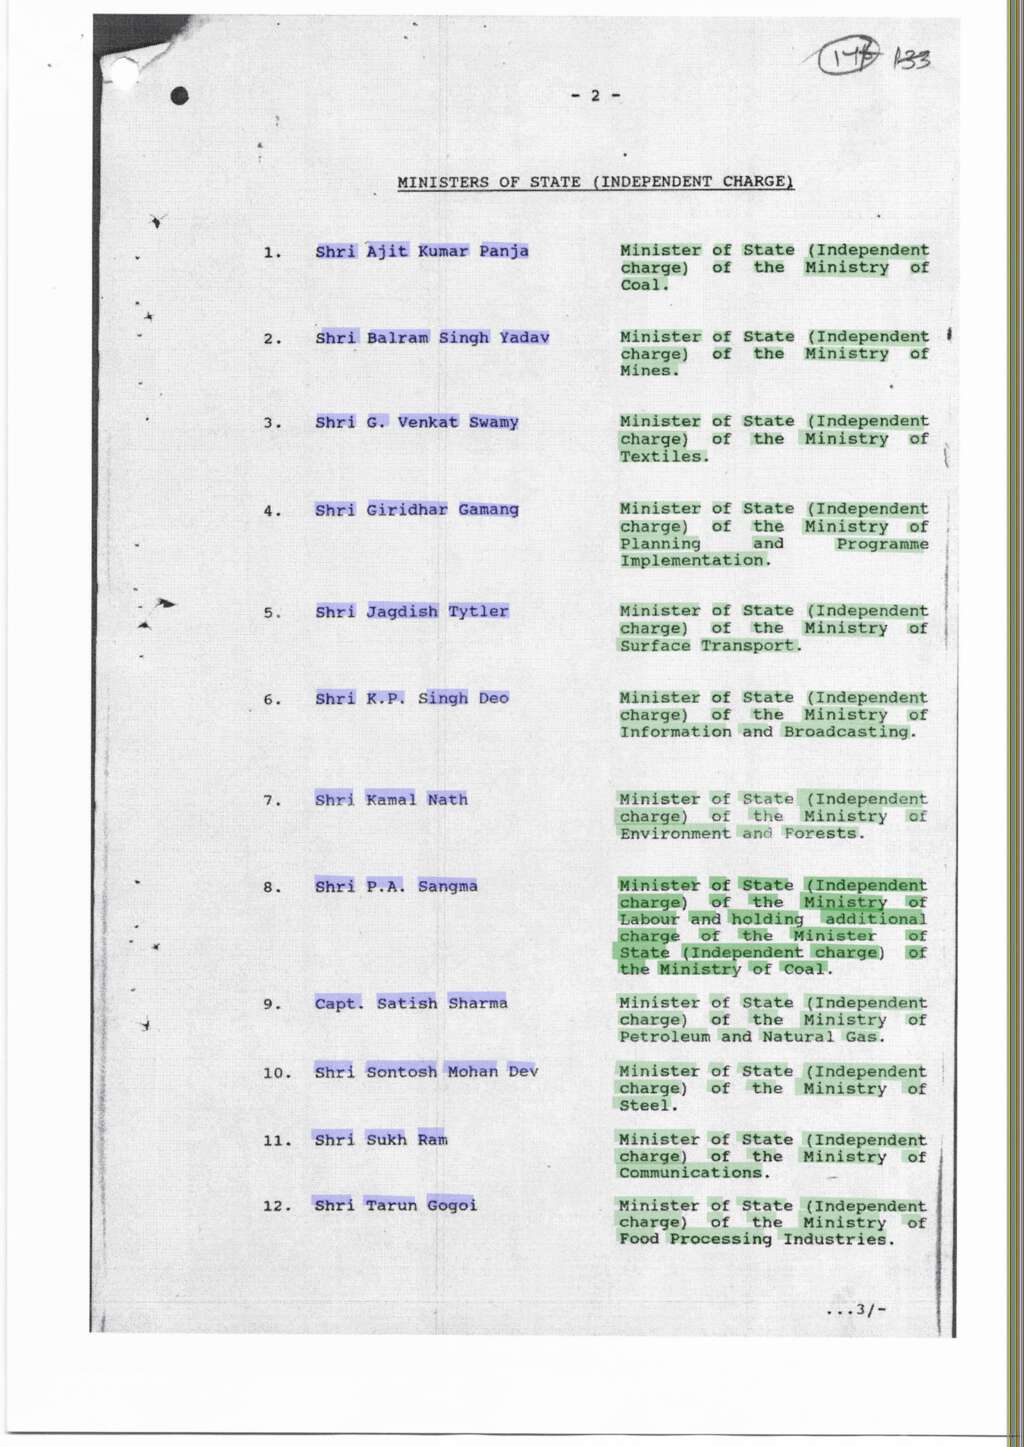 133
- 2 -
MINISTERS OF STATE (INDEPENDENT CHARGE)
1. Shri Ajit Kumar Panja Minister of State (Independent
charge) of the Ministry of
Coal.
2. Shri Balram Singh Yadav Minister of State (Independent
charge) of the Ministry of
Mines.
3. Shri G. Venkat Swamy Minister of State (Independent
charge) of the Ministry of
Textiles.
4. Shri Giridhar Gamang Minister of State (Independent
charge) of the Ministry of
Planning and Programme
Implementation.
5. Shri Jagdish Tytler Minister of State (Independent
charge) of the Ministry of
Surface Transport.
6. Shri K.P. Singh Deo Minister of State (Independent
charge) of the Ministry of
Information and Broadcasting.
7. Shri Kamal Nath Minister of State (Independent
charge) of the Ministry of
Environment and Forests.
8. Shri P.A. Sangma Minister of State (Independent
charge) of the Ministry of
Labour and holding additional
charge of the Minister of
State (Independent charge) of
the Ministry of Coal.
9. Capt. Satish Sharma Minister of State (Independent
charge) of the Ministry of
Petroleum and Natural Gas.
10. Shri Sontosh Mohan Dev Minister of State (Independent
charge) of the Ministry of
Steel.
11. Shri Sukh Ram Minister of State (Independent
charge) of the Ministry of
Communications.
12. Shri Tarun Gogoi Minister of State (Independent
charge) of the Ministry of
Food Processing Industries.
...3/-